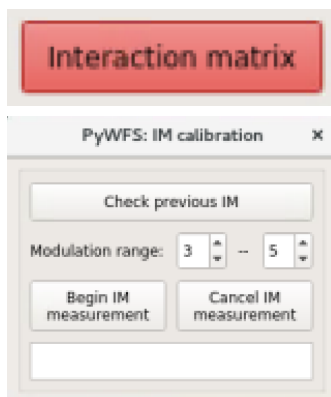 Interaction matrix
PyWFS: IM calibration ×
Check previous IM
Modulation range: 3 -- 5
Begin IM Cancel IM
measurement measurement